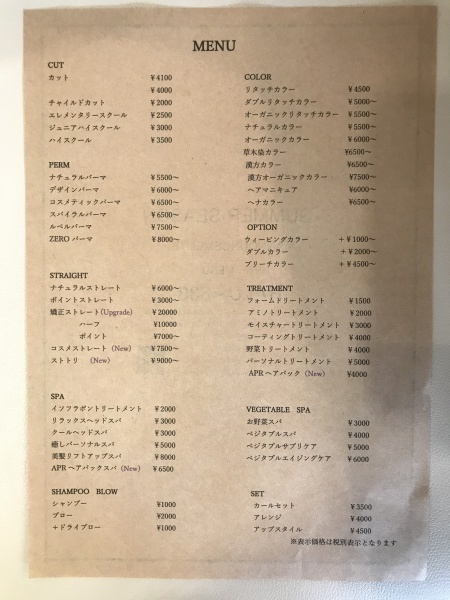 MENU
CUT
カット ¥4100
¥4000
チャイルドカット ¥2000
エレメンタリースクール ¥2500
ジュニアハイスクール ¥3000
ハイスクール ¥3500
PERM
ナチュラルパーマ ¥5500～
デザインパーマ ¥6000～
コスメティックパーマ ¥6500～
スパイラルパーマ ¥6500～
ルベルパーマ ¥7500～
ZERO パーマ ¥8000～
STRAIGHT
ナチュラルストレート ¥6000～
ポイントストレート ¥3000～
矯正ストレート(Upgrade) ¥20000
ハーフ ¥10000
ポイント ¥7000～
コスメストレート (New) ¥7500～
ストトリ (New) ¥9000～
SPA
イソフラボントリートメント ¥2000
リラックスヘッドスパ ¥3000
クールヘッドスパ ¥3000
癒しパーソナルスパ ¥5000
美髪リフトアップスパ ¥8000
APR ヘアパックスパ (New) ¥6500
SHAMPOO BLOW
シャンプー ¥1000
ブロー ¥2000
＋ドライブロー ¥1000
COLOR
リタッチカラー ¥4500
ダブルリタッチカラー ¥5000～
オーガニックリタッチカラー ¥5500～
ナチュラルカラー ¥5500～
オーガニックカラー ¥6000～
草木染カラー ¥6500～
漢方カラー ¥6500～
漢方オーガニックカラー ¥7500～
ヘアマニキュア ¥6000～
ヘナカラー ¥6500～
OPTION
ウィービングカラー ＋¥1000～
ダブルカラー ＋¥2000～
ブリーチカラー ＋¥4500～
TREATMENT
フォームトリートメント ¥1500
アミノトリートメント ¥2000
モイスチャートリートメント ¥3000
コーティングトリートメント ¥4000
野菜トリートメント ¥4000
パーソナルトリートメント ¥5000
APR ヘアパック (New) ¥4000
VEGETABLE SPA
お野菜スパ ¥3000
ベジタブルスパ ¥4000
ベジタブルサプリケア ¥5000
ベジタブルエイジングケア ¥6000
SET
カールセット ¥3500
アレンジ ¥4000
アップスタイル ¥4500
※表示価格は税別表示となります